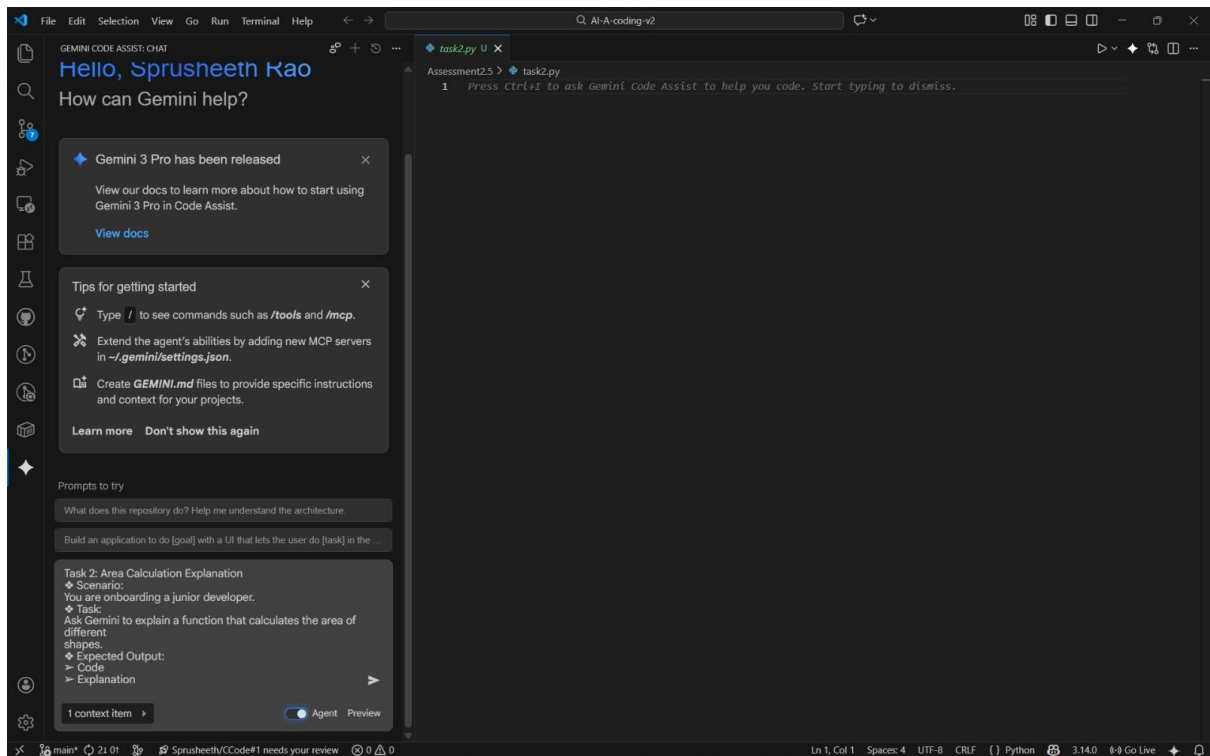 File Edit Selection View Go Run Terminal Help
AI-A-coding-v2
GEMINI CODE ASSIST: CHAT
Hello, Sprusheeth Rao
How can Gemini help?
Gemini 3 Pro has been released
View our docs to learn more about how to start using
Gemini 3 Pro in Code Assist.
View docs
Tips for getting started
Type / to see commands such as /tools and /mcp.
Extend the agent's abilities by adding new MCP servers
in ~/.gemini/settings.json.
Create GEMINI.md files to provide specific instructions
and context for your projects.
Learn more Don't show this again
Prompts to try
What does this repository do? Help me understand the architecture.
Build an application to do [goal] with a UI that lets the user do [task] in the ...
Task 2: Area Calculation Explanation
❖ Scenario:
You are onboarding a junior developer.
❖ Task:
Ask Gemini to explain a function that calculates the area of
different
shapes.
❖ Expected Output:
➢ Code
➢ Explanation
1 context item
Agent Preview
task2.py U
Assessment2.5 > task2.py
1 Press Ctrl+I to ask Gemini Code Assist to help you code. Start typing to dismiss.
7
main* 2↓ 0↑ Sprusheeth/CCode#1 needs your review 0 0
Ln 1, Col 1 Spaces: 4 UTF-8 CRLF {} Python 3.14.0 Go Live